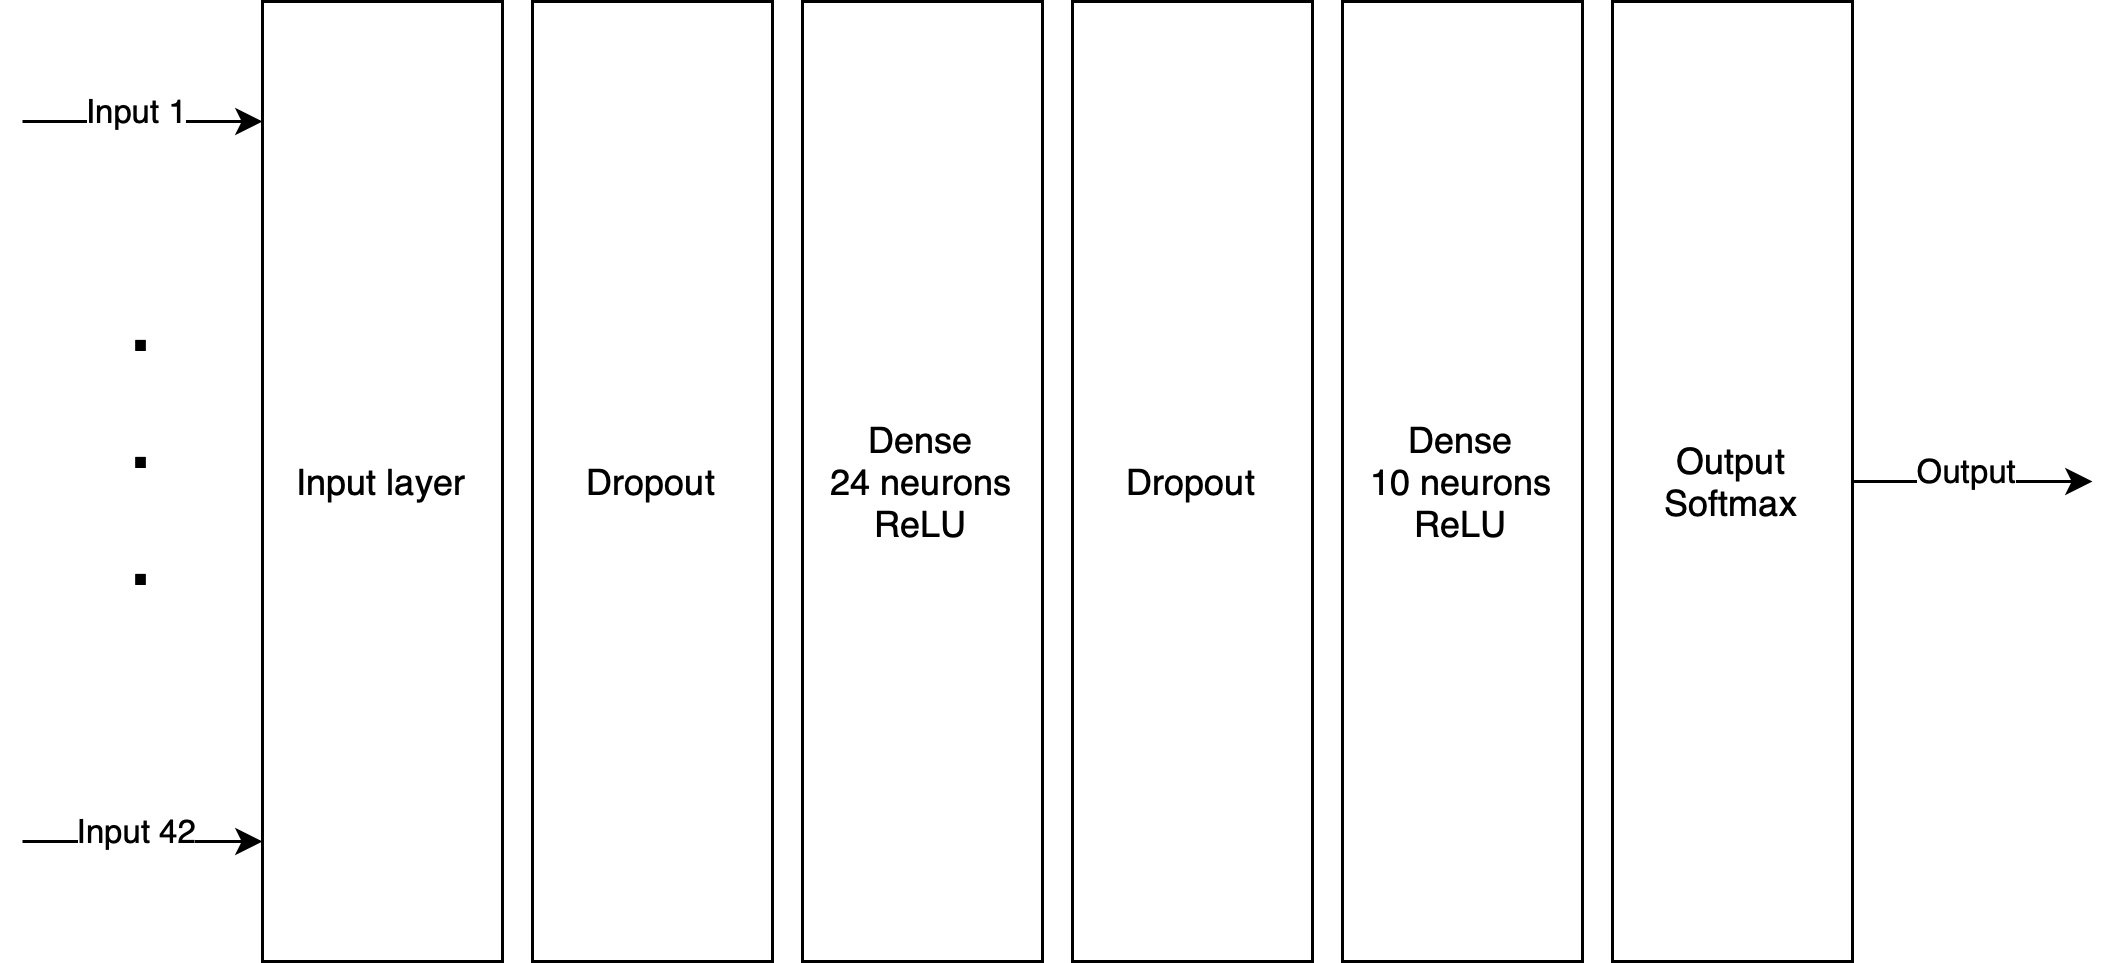 Input 1
Input 42
Input layer
Dropout
Dense
24 neurons
ReLU
Dropout
Dense
10 neurons
ReLU
Output
Softmax
Output